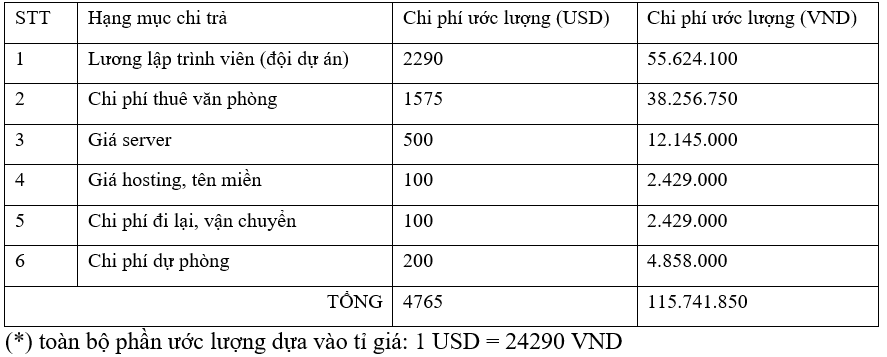 STT Hạng mục chi trả Chi phí ước lượng (USD) Chi phí ước lượng (VND)
1 Lương lập trình viên (đội dự án) 2290 55.624.100
2 Chi phí thuê văn phòng 1575 38.256.750
3 Giá server 500 12.145.000
4 Giá hosting, tên miền 100 2.429.000
5 Chi phí đi lại, vận chuyển 100 2.429.000
6 Chi phí dự phòng 200 4.858.000
TỔNG 4765 115.741.850
(*) toàn bộ phần ước lượng dựa vào tỉ giá: 1 USD = 24290 VND